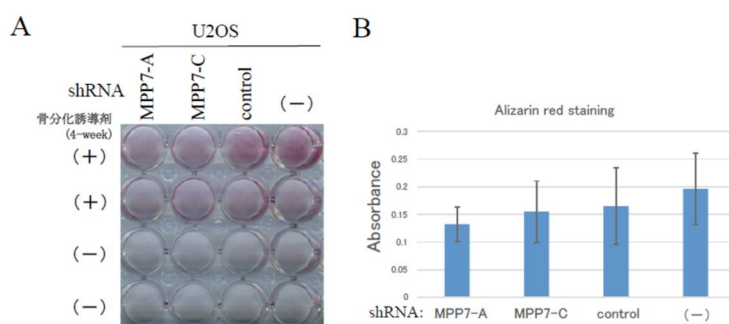 A
U2OS
shRNA
MPP7-A
MPP7-C
control
(−)
骨分化誘導剤
(4-week)
(+)
(+)
(−)
(−)
B
Alizarin red staining
Absorbance
0.3
0.25
0.2
0.15
0.1
0.05
0
shRNA: MPP7-A MPP7-C control (−)